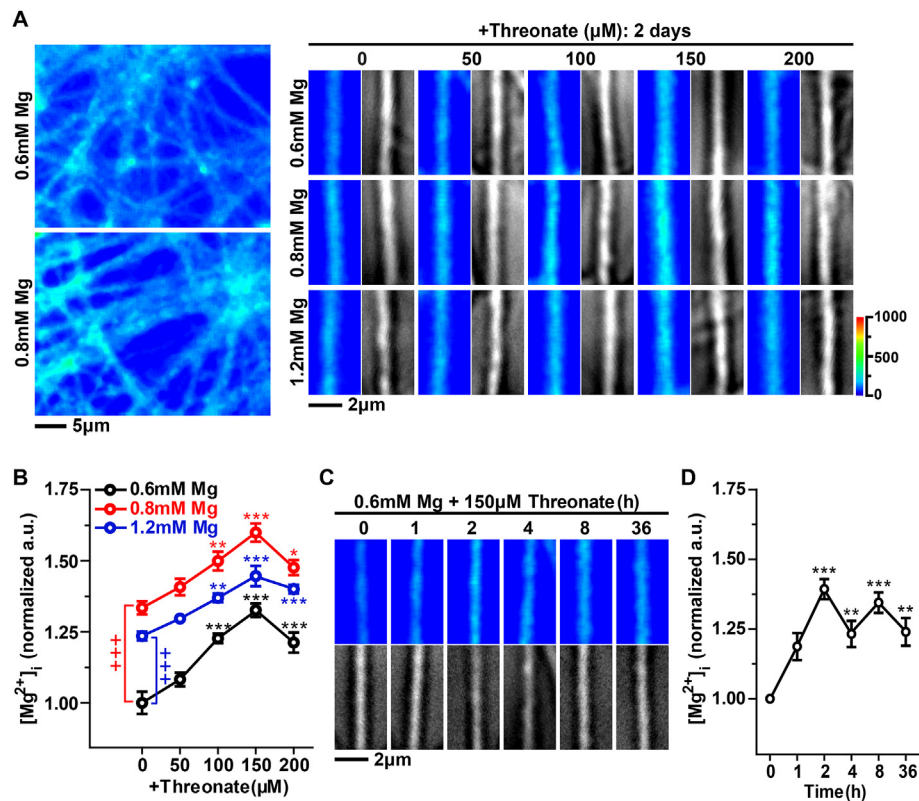 A
+Threonate (µM): 2 days
0 50 100 150 200
0.6mM Mg
0.8mM Mg
5µm
0.6mM Mg
0.8mM Mg
1.2mM Mg
2µm
1000
500
0
B
[Mg²⁺]ᵢ (normalized a.u.)
1.75
1.50
1.25
1.00
0.6mM Mg
0.8mM Mg
1.2mM Mg
** *** *
** *** ***
*** *** ***
+++
+++
0 50 100 150 200
+Threonate(µM)
C
0.6mM Mg + 150µM Threonate(h)
0 1 2 4 8 36
2µm
D
[Mg²⁺]ᵢ (normalized a.u.)
1.75
1.50
1.25
1.00
*** ** *** **
0 1 2 4 8 36
Time(h)